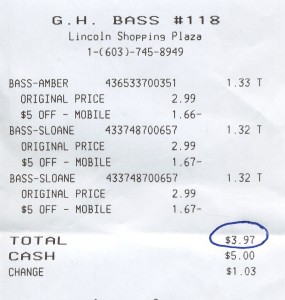 G.H. BASS #118
Lincoln Shopping Plaza
1-(603)-745-8949
BASS-AMBER 436533700351 1.33 T
ORIGINAL PRICE 2.99
$5 OFF - MOBILE 1.66-
BASS-SLOANE 433748700657 1.32 T
ORIGINAL PRICE 2.99
$5 OFF - MOBILE 1.67-
BASS-SLOANE 433748700657 1.32 T
ORIGINAL PRICE 2.99
$5 OFF - MOBILE 1.67-
TOTAL $3.97
CASH $5.00
CHANGE $1.03